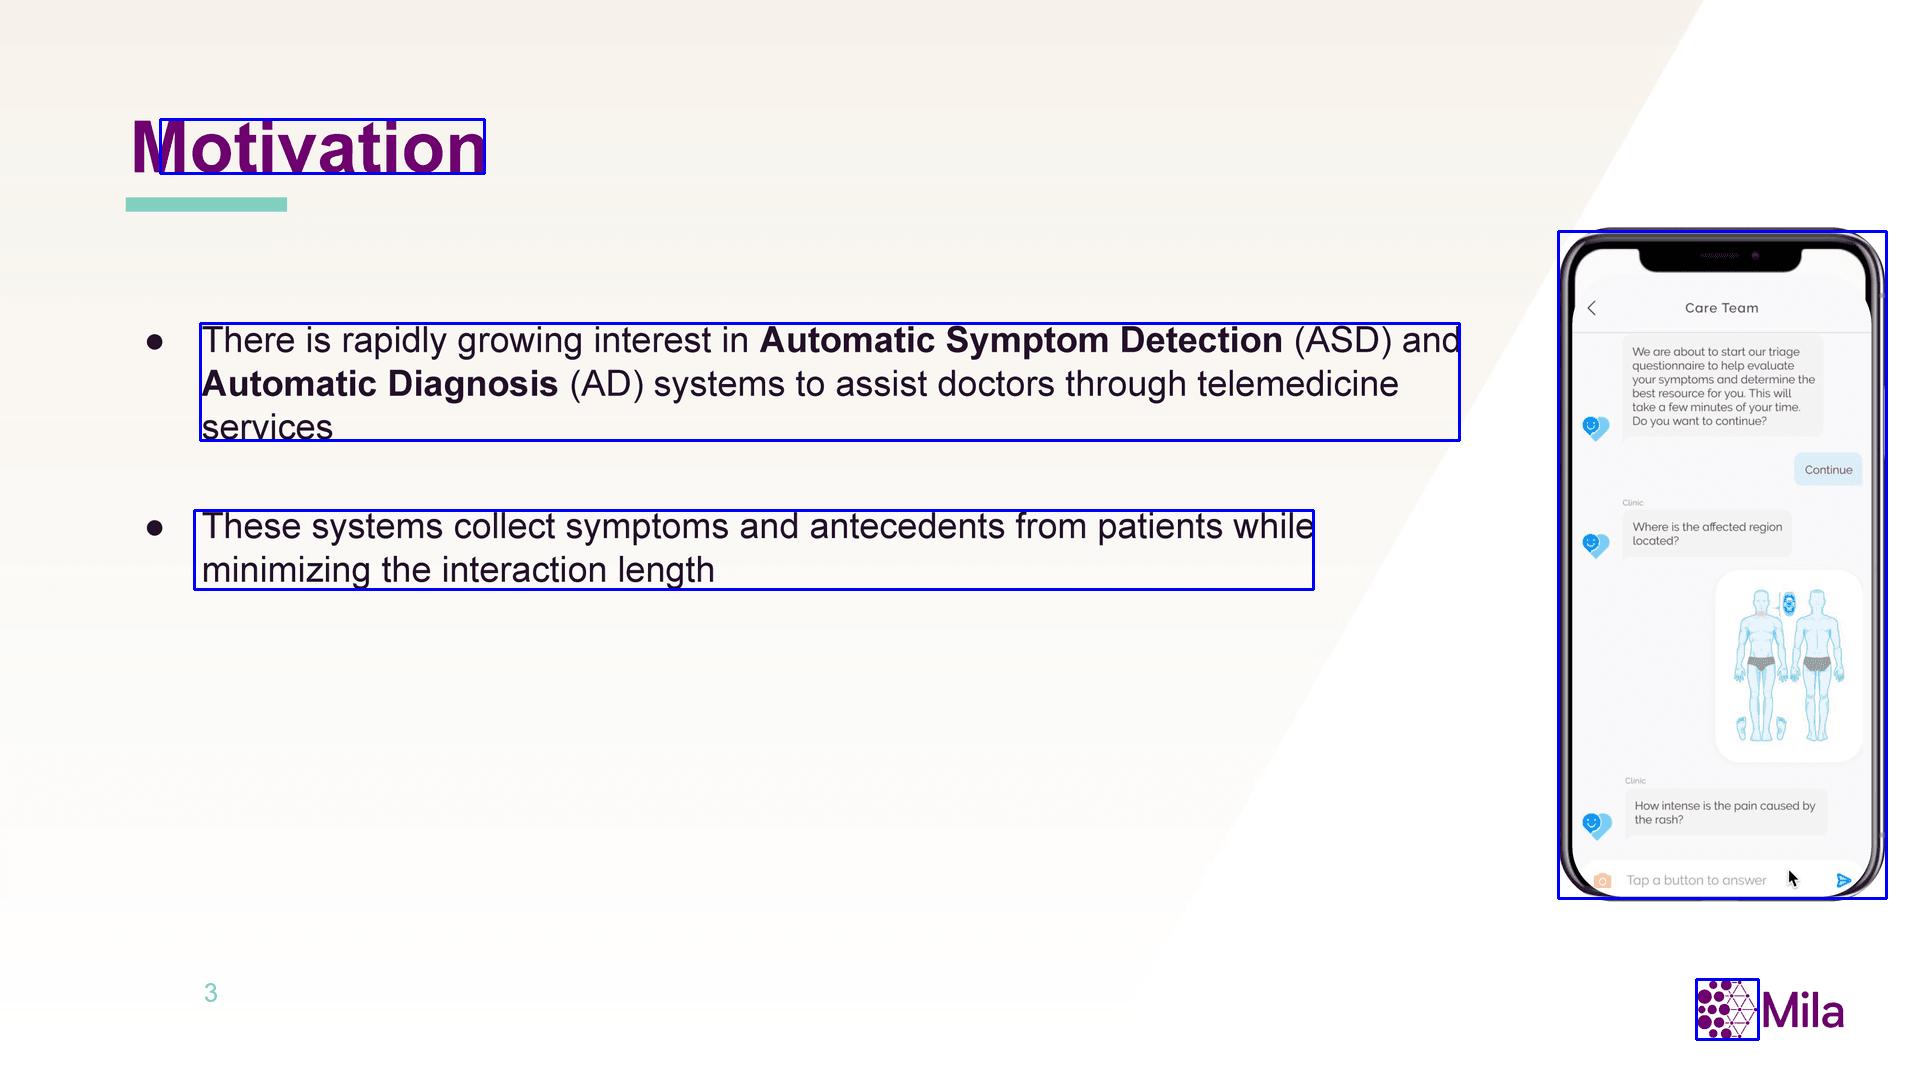 Motivation
● There is rapidly growing interest in Automatic Symptom Detection (ASD) and
Automatic Diagnosis (AD) systems to assist doctors through telemedicine
services
● These systems collect symptoms and antecedents from patients while
minimizing the interaction length
Care Team
We are about to start our triage
questionnaire to help evaluate
your symptoms and determine the
best resource for you. This will
take a few minutes of your time.
Do you want to continue?
Continue
Clinic
Where is the affected region
located?
Clinic
How intense is the pain caused by
the rash?
Tap a button to answer
3
Mila